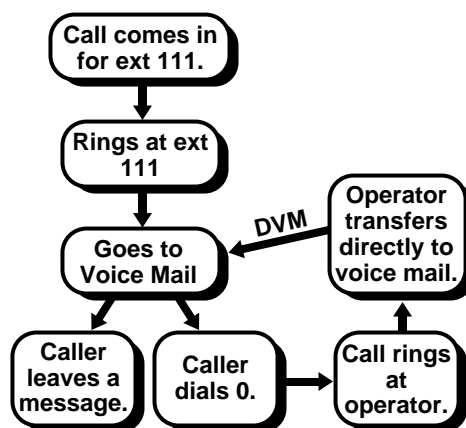 Call comes in
for ext 111.
Rings at ext
111
Goes to
Voice Mail
DVM
Operator
transfers
directly to
voice mail.
Caller
leaves a
message.
Caller
dials 0.
Call rings
at
operator.